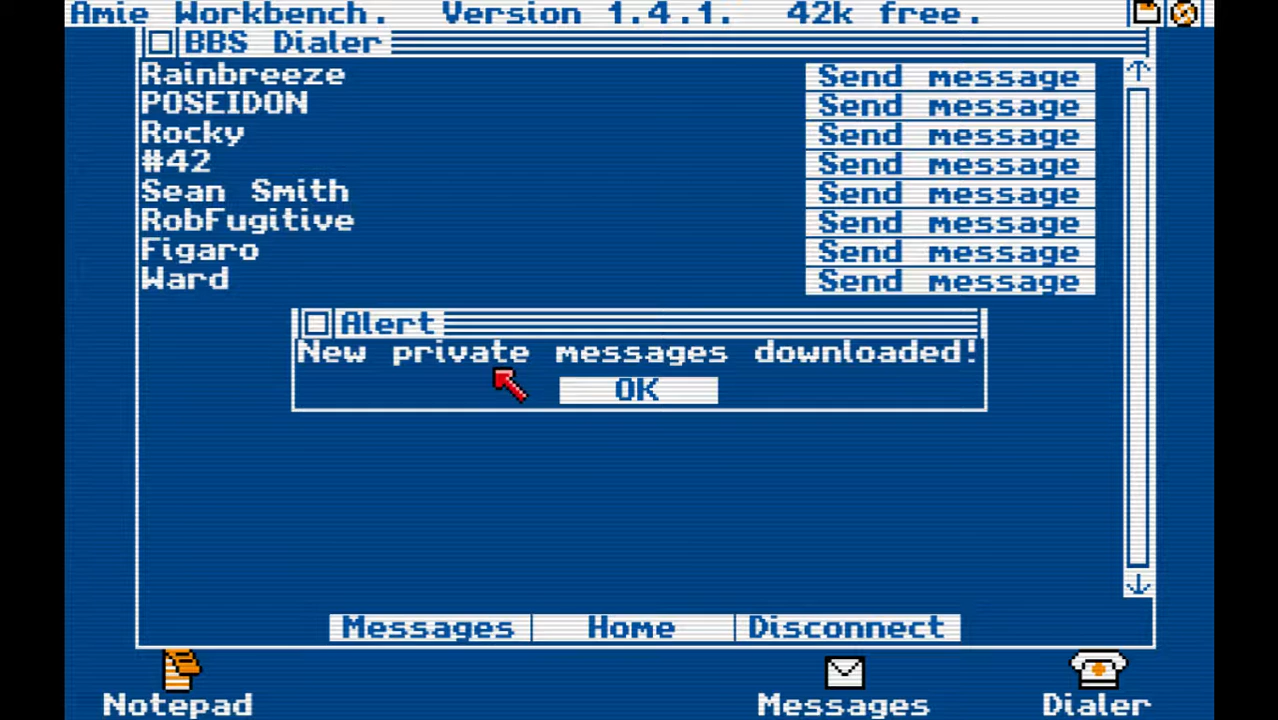 Amie Workbench. Version 1.4.1. 42k free.
BBS Dialer
Rainbreeze Send message
POSEIDON Send message
Rocky Send message
#42 Send message
Sean Smith Send message
RobFugitive Send message
Figaro Send message
Ward Send message
Alert
New private messages downloaded!
OK
Messages Home Disconnect
Notepad Messages Dialer